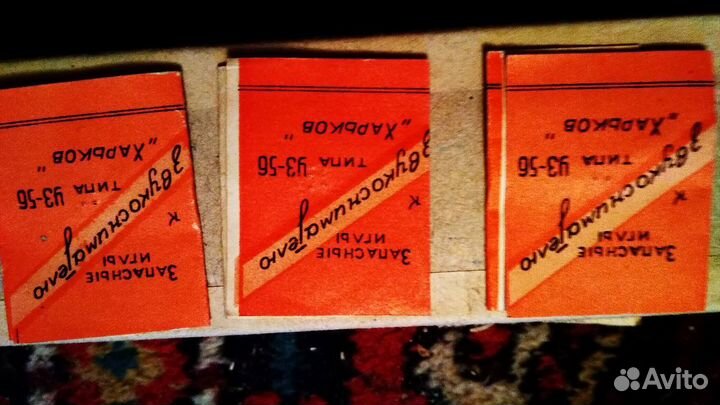 ЗАПАСНЫЕ
ИГЛЫ
К
Звукоснимателю
ТИПА УЗ-56
„ХАРЬКОВ"
ЗАПАСНЫЕ
ИГЛЫ
К
Звукоснимателю
ТИПА УЗ-56
„ХАРЬКОВ"
ЗАПАСНЫЕ
ИГЛЫ
К
Звукоснимателю
ТИПА УЗ-56
„ХАРЬКОВ"
Avito